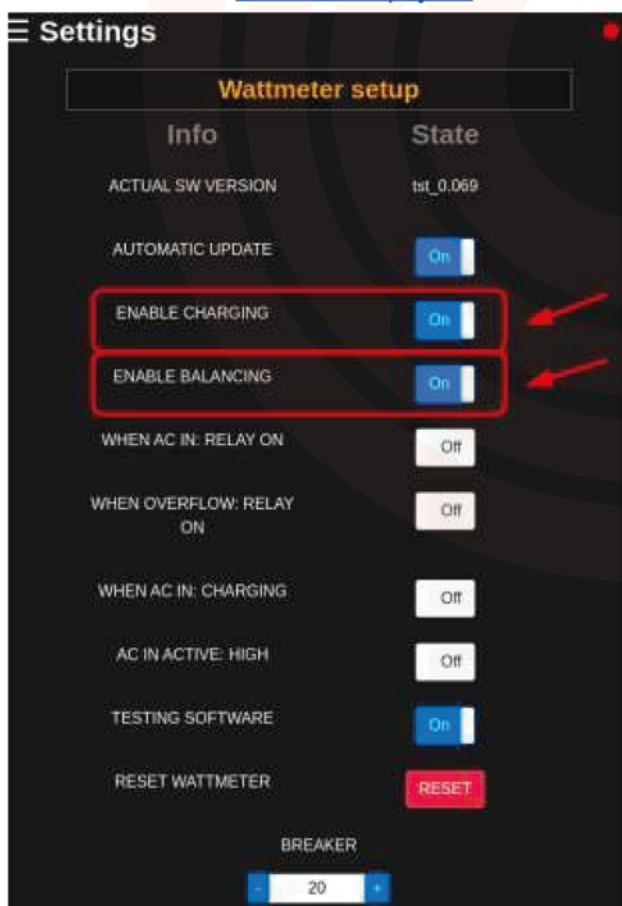 Settings
Wattmeter setup
Info State
ACTUAL SW VERSION tst_0.069
AUTOMATIC UPDATE On
ENABLE CHARGING On
ENABLE BALANCING On
WHEN AC IN: RELAY ON Off
WHEN OVERFLOW: RELAY
ON Off
WHEN AC IN: CHARGING Off
AC IN ACTIVE: HIGH Off
TESTING SOFTWARE On
RESET WATTMETER RESET
BREAKER
- 20 +